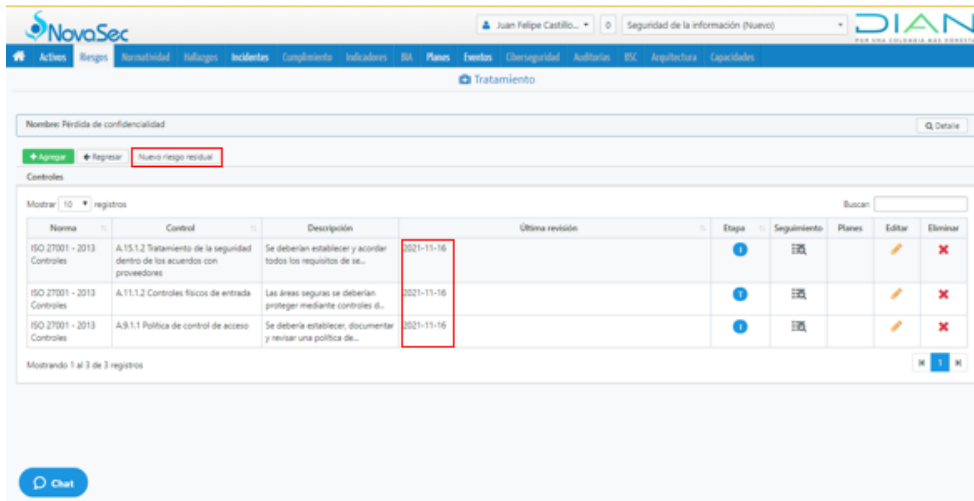 NovaSec
Juan Felipe Castillo...
0
Seguridad de la información (Nuevo)
DIAN
POR UNA COLOMBIA MÁS HONESTA
Activos Riesgos Normatividad Hallazgos Incidentes Cumplimiento Indicadores BIA Planes Eventos Ciberseguridad Auditorías BSC Arquitectura Capacidades
Tratamiento
Nombre: Pérdida de confidencialidad
Detalle
Agregar
Regresar
Nuevo riesgo residual
Controles
Mostrar 10 registros
Buscar:
Norma Control Descripción Última revisión Etapa Seguimiento Planes Editar Eliminar
ISO 27001 - 2013 Controles
A.15.1.2 Tratamiento de la seguridad dentro de los acuerdos con proveedores
Se deberían establecer y acordar todos los requisitos de se...
2021-11-16
I
ISO 27001 - 2013 Controles
A.11.1.2 Controles físicos de entrada
Las áreas seguras se deberían proteger mediante controles d...
2021-11-16
ISO 27001 - 2013 Controles
A.9.1.1 Política de control de acceso
Se debería establecer, documentar y revisar una política de...
2021-11-16
I
Mostrando 1 al 3 de 3 registros
1
Chat